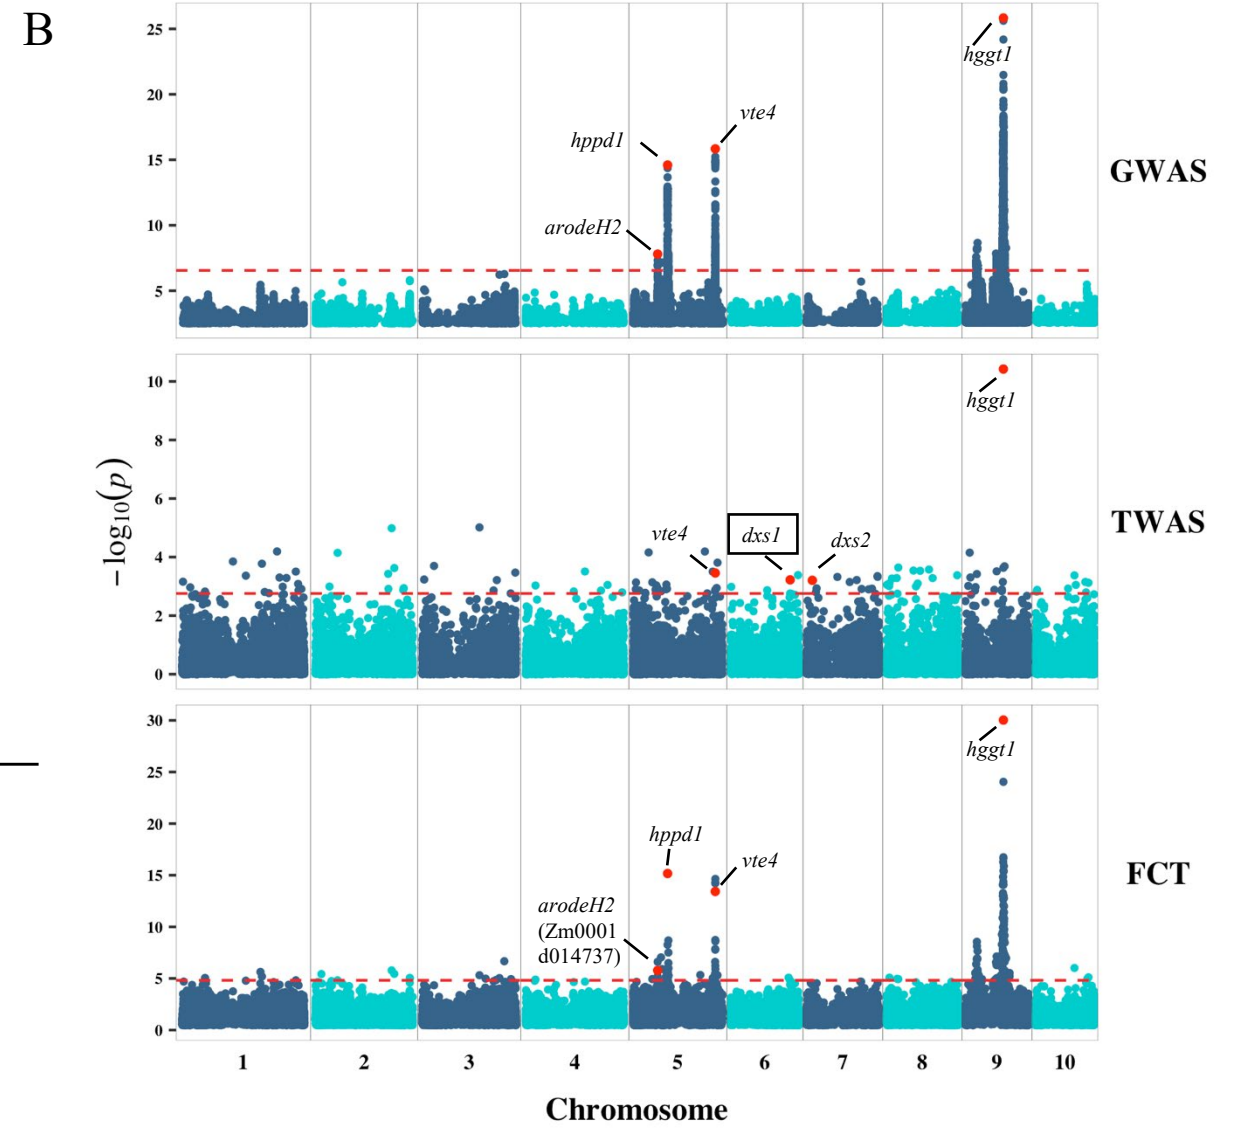 B
25
20
15
10
5
hggt1
vte4
hppd1
arodeH2
GWAS
10
8
6
4
2
0
hggt1
vte4
dxs1
dxs2
TWAS
−log10(p)
30
25
20
15
10
5
0
hggt1
hppd1
vte4
arodeH2
(Zm0001
d014737)
FCT
1 2 3 4 5 6 7 8 9 10
Chromosome